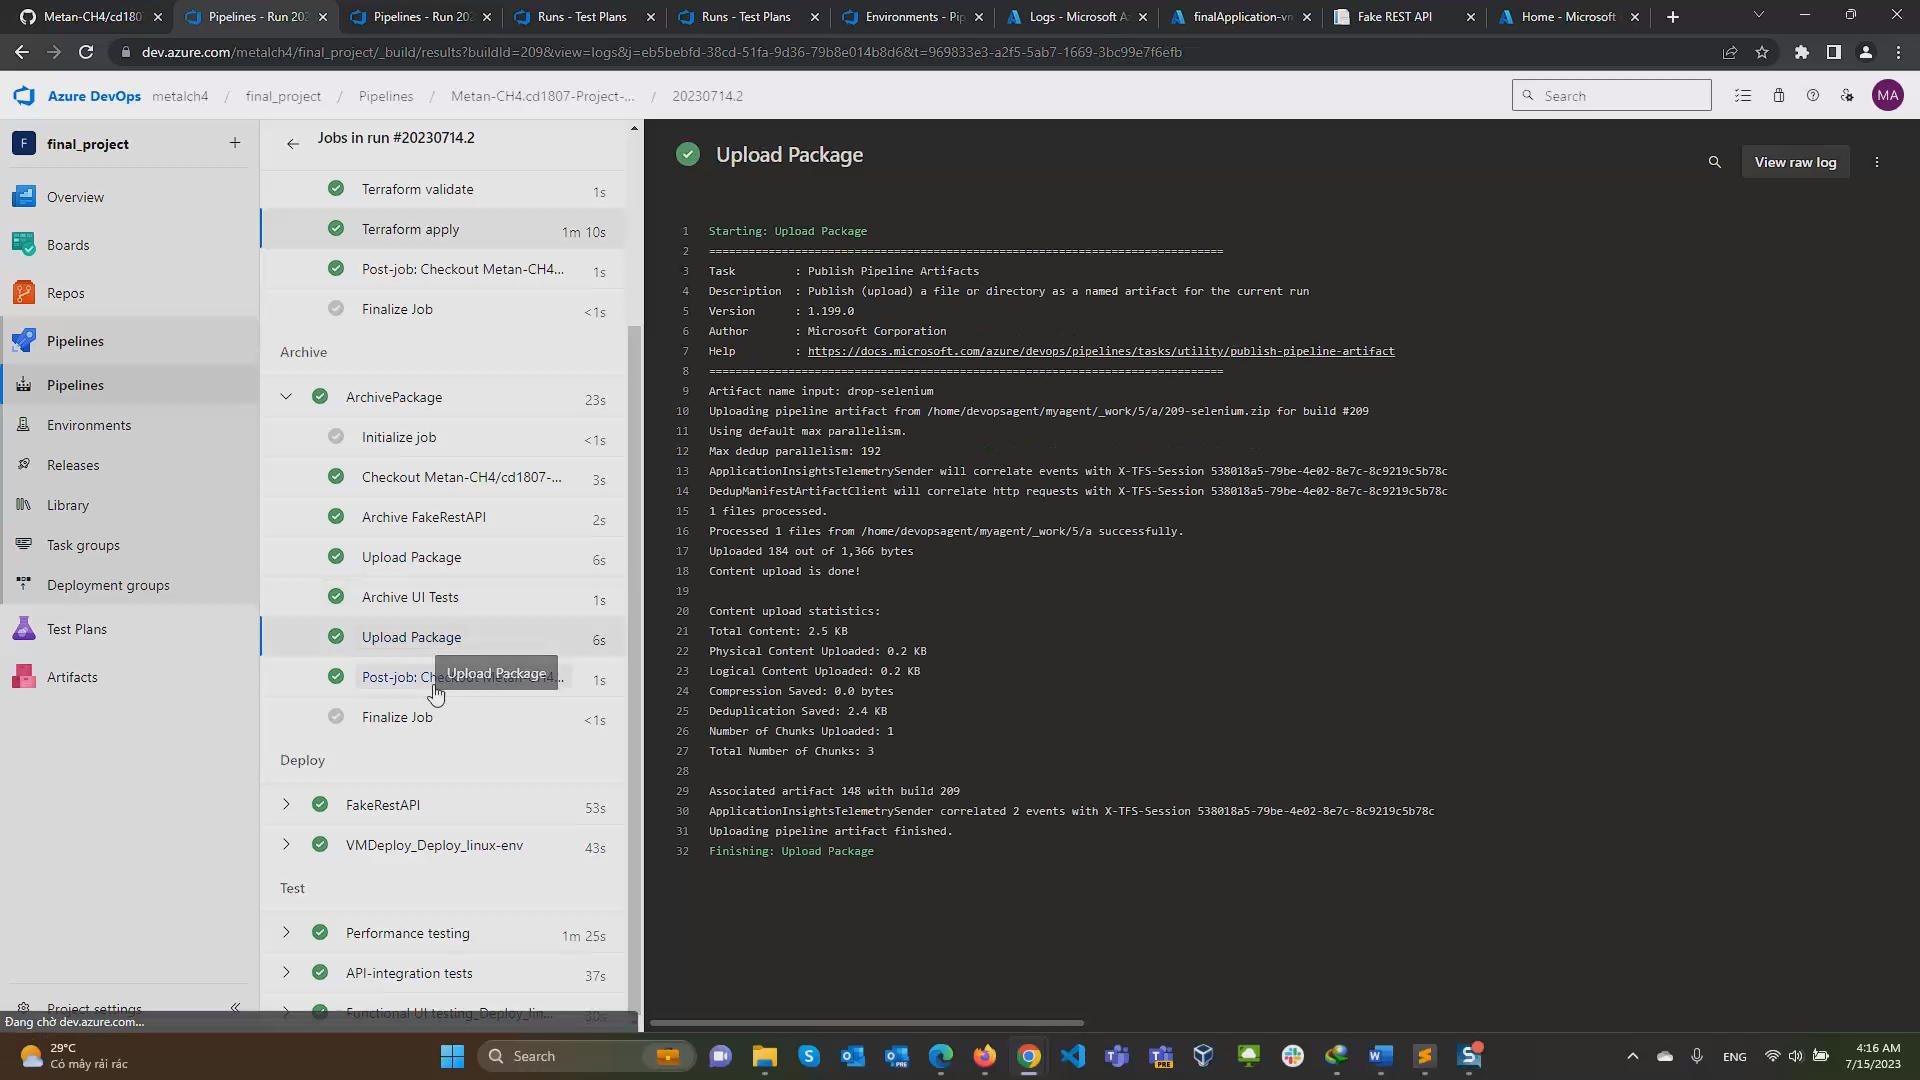 Metan-CH4/cd180
Pipelines - Run 202
Pipelines - Run 202
Runs - Test Plans
Runs - Test Plans
Environments - Pip
Logs - Microsoft A
finalApplication-vn
Fake REST API
Home - Microsoft
dev.azure.com/metalch4/final_project/_build/results?buildId=209&view=logs&j=eb5bebfd-38cd-51fa-9d36-79b8e014b8d6&t=969833e3-a2f5-5ab7-1669-3bc99e7f6efb
Azure DevOps metalch4 / final_project / Pipelines / Metan-CH4.cd1807-Project-... / 20230714.2
Search
MA
F final_project +
Overview
Boards
Repos
Pipelines
Pipelines
Environments
Releases
Library
Task groups
Deployment groups
Test Plans
Artifacts
Project settings
Đang chờ dev.azure.com...
Jobs in run #20230714.2
Terraform validate 1s
Terraform apply 1m 10s
Post-job: Checkout Metan-CH4... 1s
Finalize Job <1s
Archive
ArchivePackage 23s
Initialize job <1s
Checkout Metan-CH4/cd1807-... 3s
Archive FakeRestAPI 2s
Upload Package 6s
Archive UI Tests 1s
Upload Package 6s
Upload Package
Post-job: Checkout Metan-CH4... 1s
Finalize Job <1s
Deploy
FakeRestAPI 53s
VMDeploy_Deploy_linux-env 43s
Test
Performance testing 1m 25s
API-integration tests 37s
Functional UI testing_Deploy_lin... 30s
Upload Package
View raw log
1 Starting: Upload Package
2 ==============================================================================
3 Task : Publish Pipeline Artifacts
4 Description : Publish (upload) a file or directory as a named artifact for the current run
5 Version : 1.199.0
6 Author : Microsoft Corporation
7 Help : https://docs.microsoft.com/azure/devops/pipelines/tasks/utility/publish-pipeline-artifact
8 ==============================================================================
9 Artifact name input: drop-selenium
10 Uploading pipeline artifact from /home/devopsagent/myagent/_work/5/a/209-selenium.zip for build #209
11 Using default max parallelism.
12 Max dedup parallelism: 192
13 ApplicationInsightsTelemetrySender will correlate events with X-TFS-Session 538018a5-79be-4e02-8e7c-8c9219c5b78c
14 DedupManifestArtifactClient will correlate http requests with X-TFS-Session 538018a5-79be-4e02-8e7c-8c9219c5b78c
15 1 files processed.
16 Processed 1 files from /home/devopsagent/myagent/_work/5/a successfully.
17 Uploaded 184 out of 1,366 bytes
18 Content upload is done!
19
20 Content upload statistics:
21 Total Content: 2.5 KB
22 Physical Content Uploaded: 0.2 KB
23 Logical Content Uploaded: 0.2 KB
24 Compression Saved: 0.0 bytes
25 Deduplication Saved: 2.4 KB
26 Number of Chunks Uploaded: 1
27 Total Number of Chunks: 3
28
29 Associated artifact 148 with build 209
30 ApplicationInsightsTelemetrySender correlated 2 events with X-TFS-Session 538018a5-79be-4e02-8e7c-8c9219c5b78c
31 Uploading pipeline artifact finished.
32 Finishing: Upload Package
29°C
Có mây rải rác
Search
ENG
4:16 AM
7/15/2023